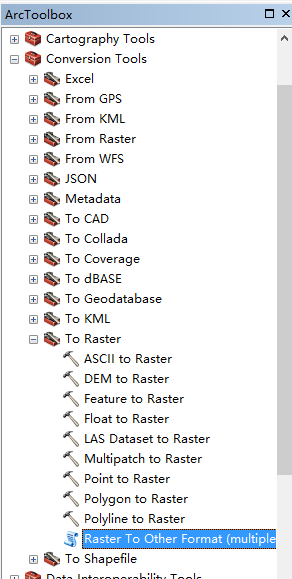 ArcToolbox
Cartography Tools
Conversion Tools
Excel
From GPS
From KML
From Raster
From WFS
JSON
Metadata
To CAD
To Collada
To Coverage
To dBASE
To Geodatabase
To KML
To Raster
ASCII to Raster
DEM to Raster
Feature to Raster
Float to Raster
LAS Dataset to Raster
Multipatch to Raster
Point to Raster
Polygon to Raster
Polyline to Raster
Raster To Other Format (multiple
To Shapefile
Data Interoperability Tools